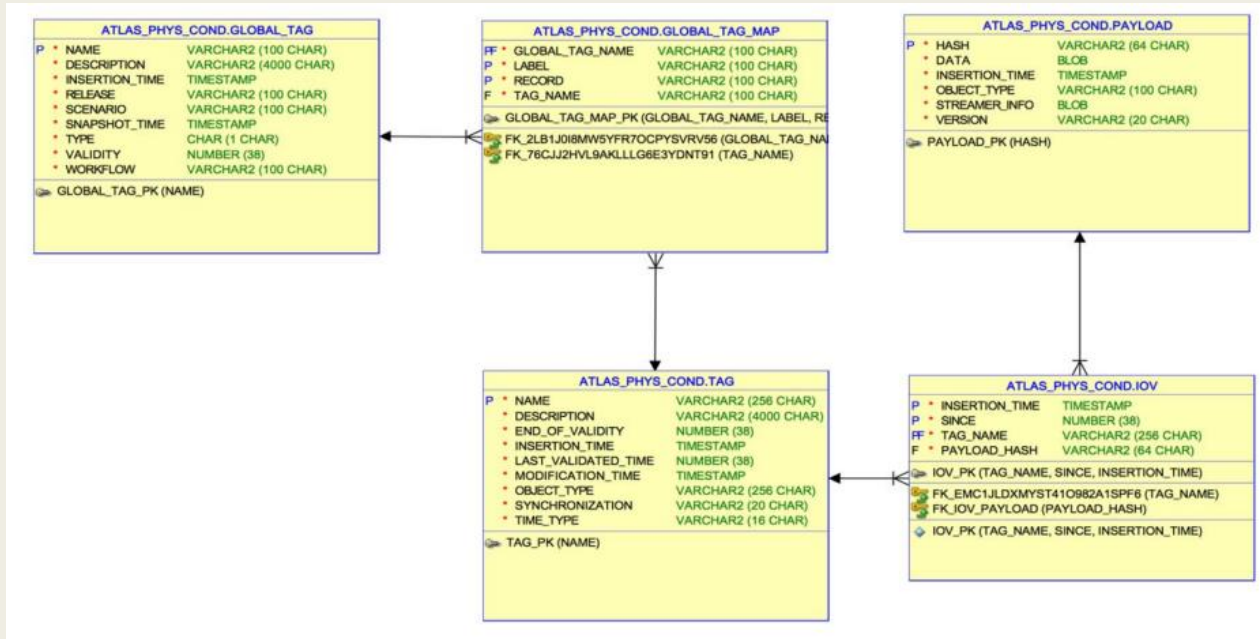 ATLAS_PHYS_COND.GLOBAL_TAG
P * NAME VARCHAR2 (100 CHAR)
* DESCRIPTION VARCHAR2 (4000 CHAR)
* INSERTION_TIME TIMESTAMP
* RELEASE VARCHAR2 (100 CHAR)
* SCENARIO VARCHAR2 (100 CHAR)
* SNAPSHOT_TIME TIMESTAMP
* TYPE CHAR (1 CHAR)
* VALIDITY NUMBER (38)
* WORKFLOW VARCHAR2 (100 CHAR)
GLOBAL_TAG_PK (NAME)
ATLAS_PHYS_COND.GLOBAL_TAG_MAP
PF * GLOBAL_TAG_NAME VARCHAR2 (100 CHAR)
P * LABEL VARCHAR2 (100 CHAR)
P * RECORD VARCHAR2 (100 CHAR)
F * TAG_NAME VARCHAR2 (100 CHAR)
GLOBAL_TAG_MAP_PK (GLOBAL_TAG_NAME, LABEL, RE
FK_2LB1J0I8MW5YFR7OCPYSVRV56 (GLOBAL_TAG_NA
FK_76CJJ2HVL9AKLLLG6E3YDNT91 (TAG_NAME)
ATLAS_PHYS_COND.PAYLOAD
P * HASH VARCHAR2 (64 CHAR)
* DATA BLOB
* INSERTION_TIME TIMESTAMP
* OBJECT_TYPE VARCHAR2 (100 CHAR)
* STREAMER_INFO BLOB
* VERSION VARCHAR2 (20 CHAR)
PAYLOAD_PK (HASH)
ATLAS_PHYS_COND.TAG
P * NAME VARCHAR2 (256 CHAR)
* DESCRIPTION VARCHAR2 (4000 CHAR)
* END_OF_VALIDITY NUMBER (38)
* INSERTION_TIME TIMESTAMP
* LAST_VALIDATED_TIME NUMBER (38)
* MODIFICATION_TIME TIMESTAMP
* OBJECT_TYPE VARCHAR2 (256 CHAR)
* SYNCHRONIZATION VARCHAR2 (20 CHAR)
* TIME_TYPE VARCHAR2 (16 CHAR)
TAG_PK (NAME)
ATLAS_PHYS_COND.IOV
P * INSERTION_TIME TIMESTAMP
P * SINCE NUMBER (38)
PF * TAG_NAME VARCHAR2 (256 CHAR)
F * PAYLOAD_HASH VARCHAR2 (64 CHAR)
IOV_PK (TAG_NAME, SINCE, INSERTION_TIME)
FK_EMC1JLDXMYST41O982A1SPF6 (TAG_NAME)
FK_IOV_PAYLOAD (PAYLOAD_HASH)
IOV_PK (TAG_NAME, SINCE, INSERTION_TIME)